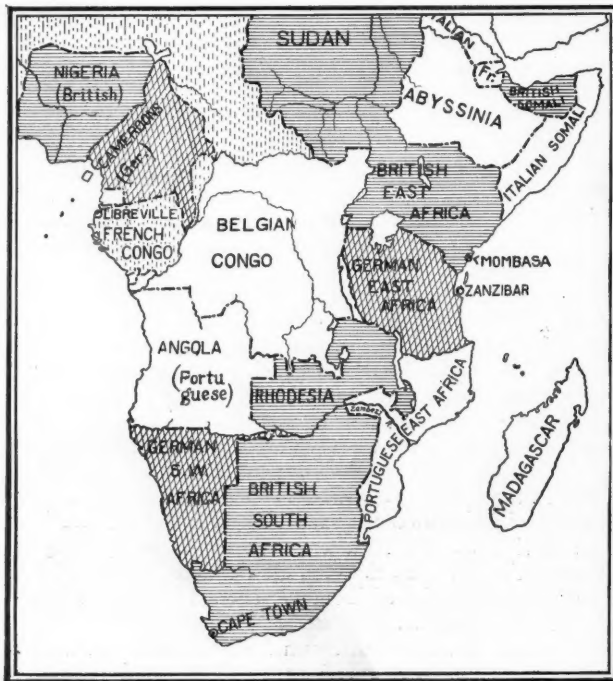 SUDAN
ITALIAN
Fr.
NIGERIA
(British)
CAMEROONS
(Ger.)
ABYSSINIA
BRITISH
SOMALI
ITALIAN SOMALI
BRITISH
EAST
AFRICA
LIBREVILLE
FRENCH
CONGO
BELGIAN
CONGO
GERMAN
EAST
AFRICA
MOMBASA
ZANZIBAR
ANGOLA
(Portu
guese)
RHODESIA
Zambezi
PORTUGUESE EAST AFRICA
MADAGASCAR
GERMAN
S.W.
AFRICA
BRITISH
SOUTH
AFRICA
CAPE TOWN